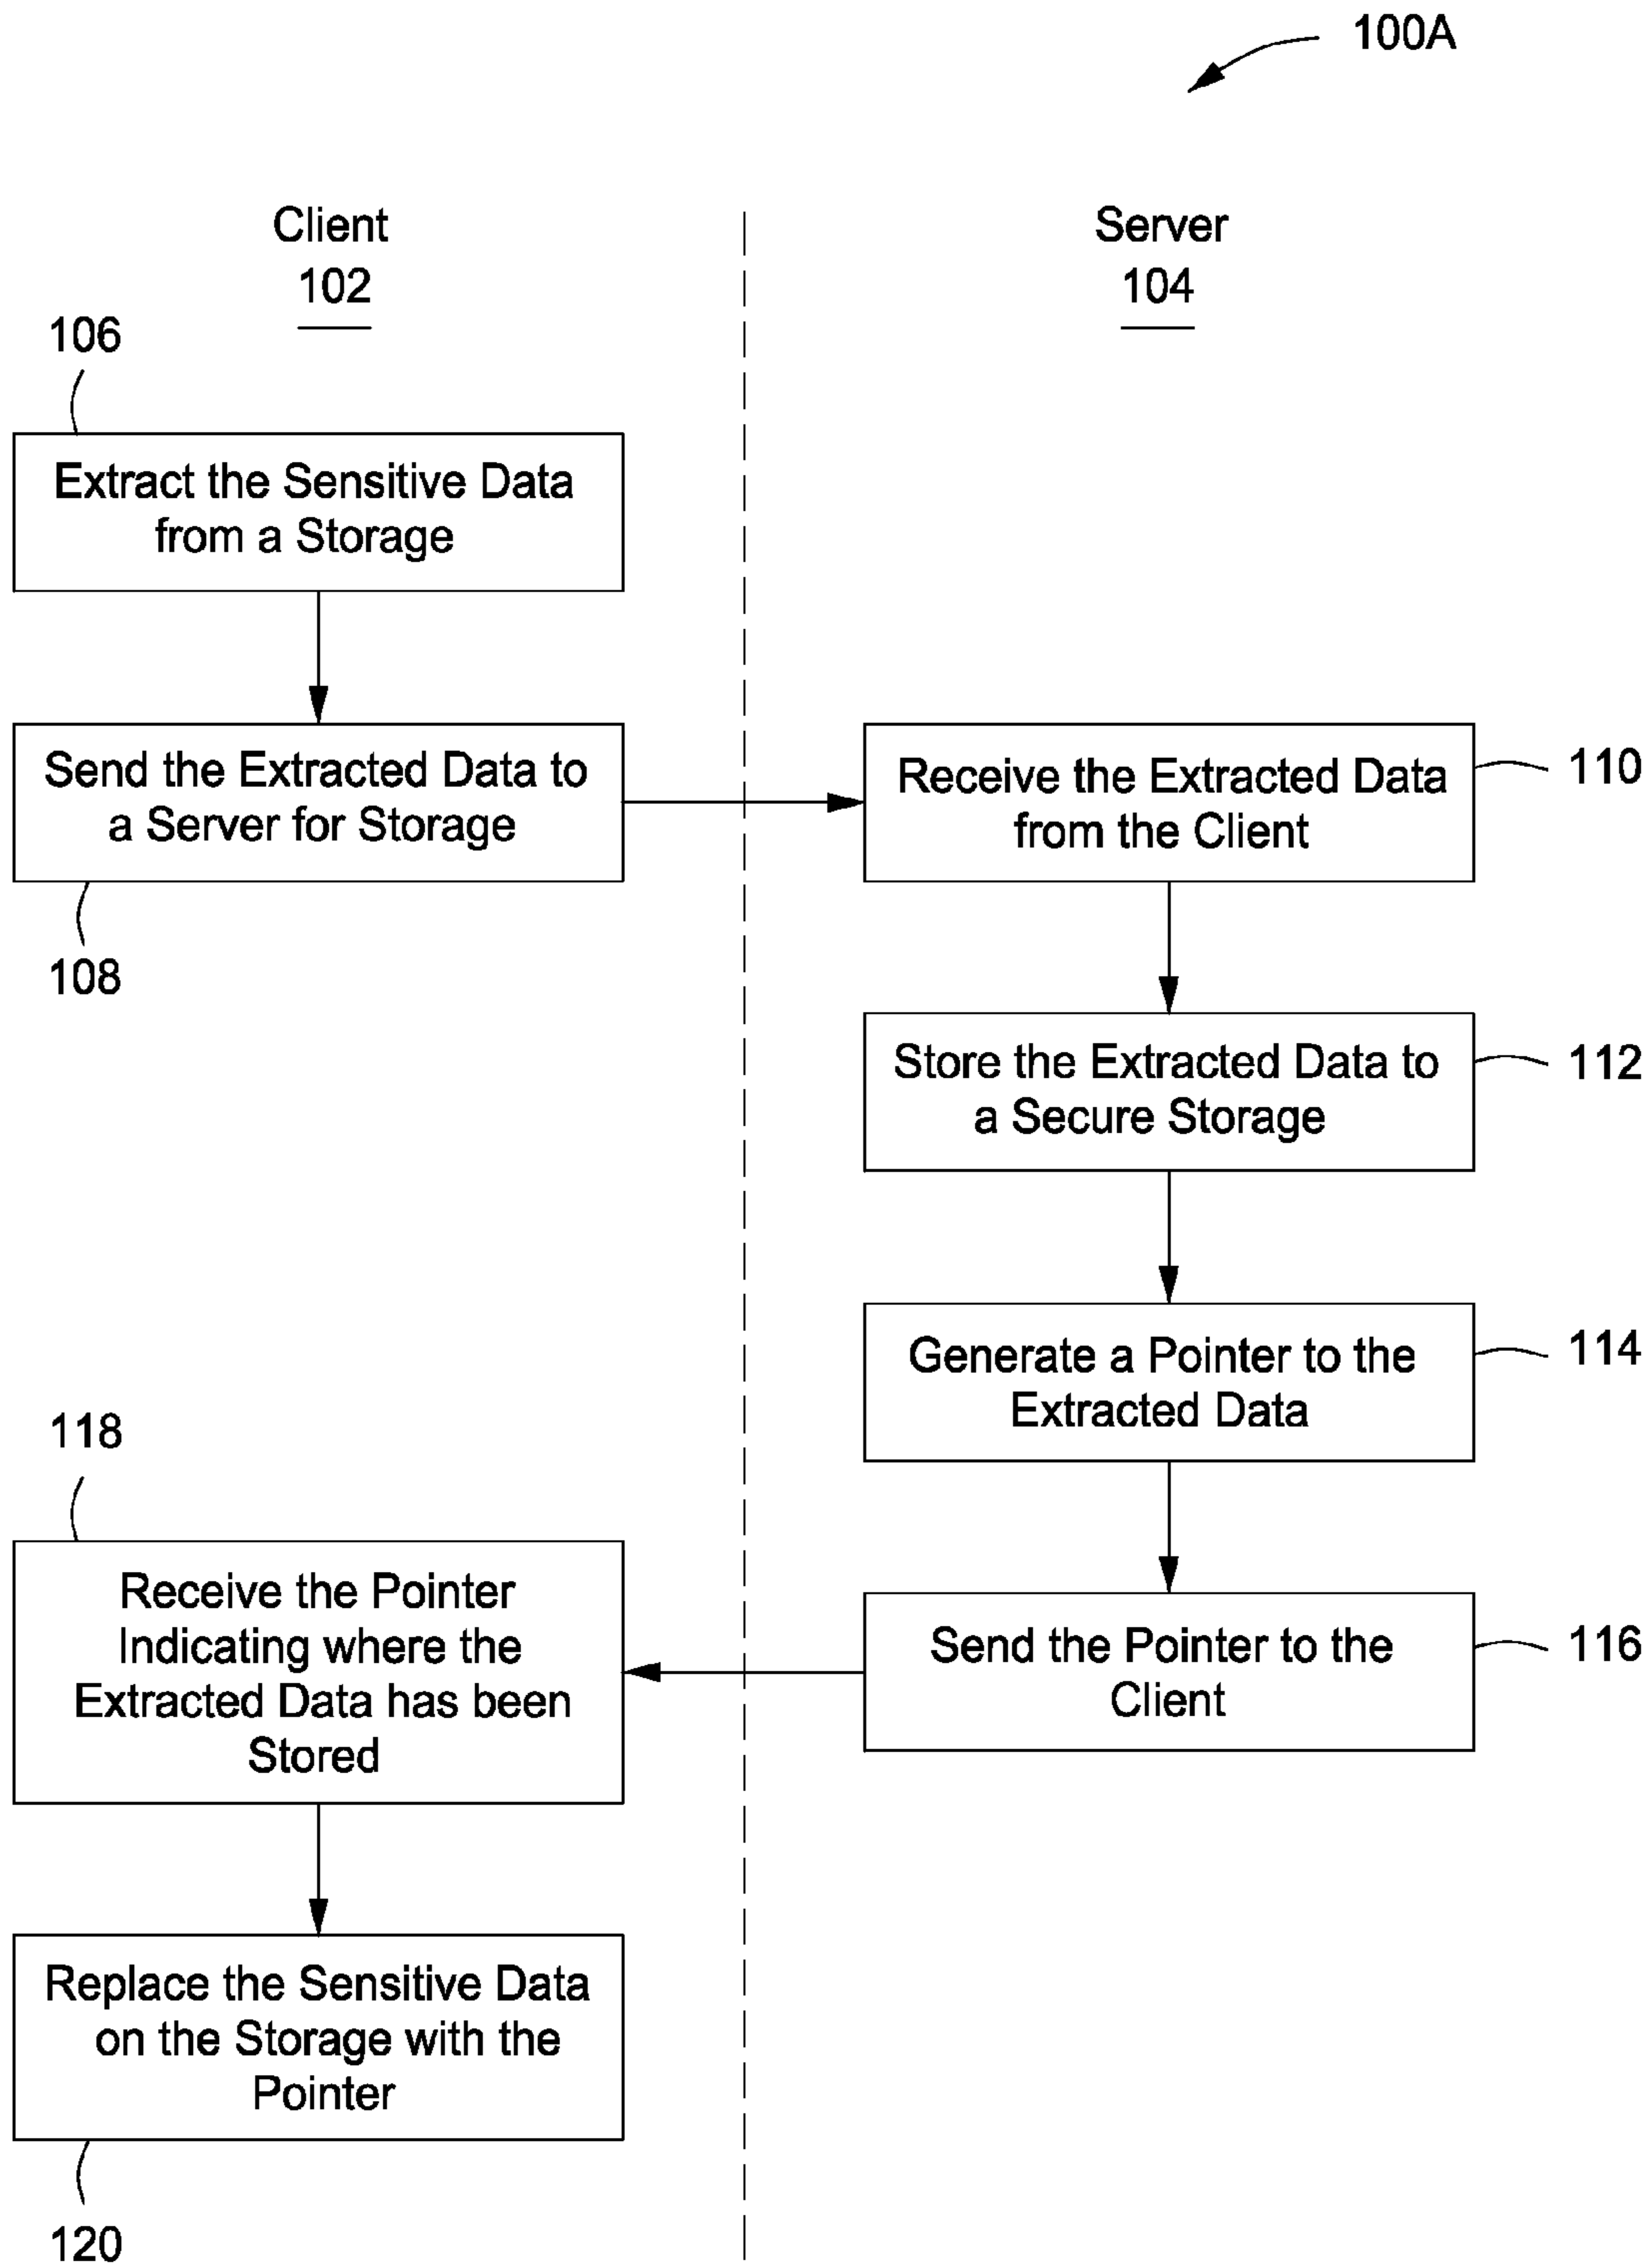 100A
Client
102
Server
104
106
Extract the Sensitive Data
from a Storage
Send the Extracted Data to
a Server for Storage
108
Receive the Extracted Data
from the Client
110
Store the Extracted Data to
a Secure Storage
112
Generate a Pointer to the
Extracted Data
114
Send the Pointer to the
Client
116
118
Receive the Pointer
Indicating where the
Extracted Data has been
Stored
Replace the Sensitive Data
on the Storage with the
Pointer
120